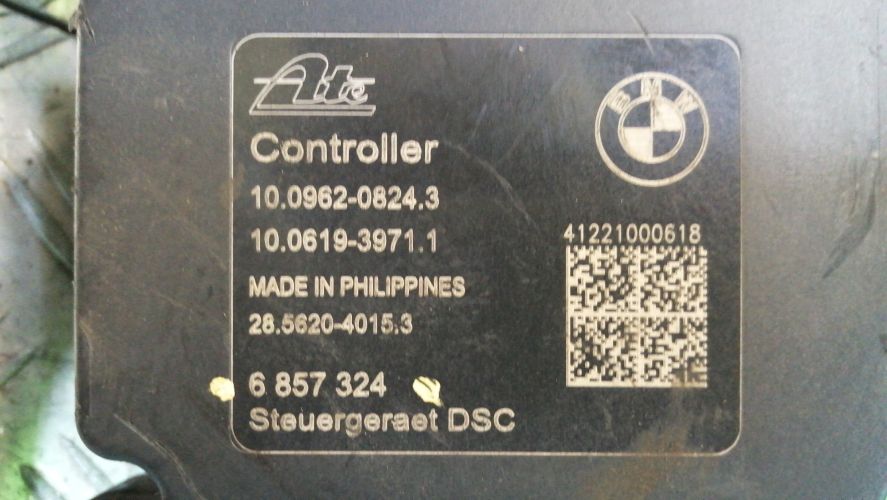 Ate
BMW
Controller
10.0962-0824.3
10.0619-3971.1
41221000618
MADE IN PHILIPPINES
28.5620-4015.3
6 857 324
Steuergeraet DSC